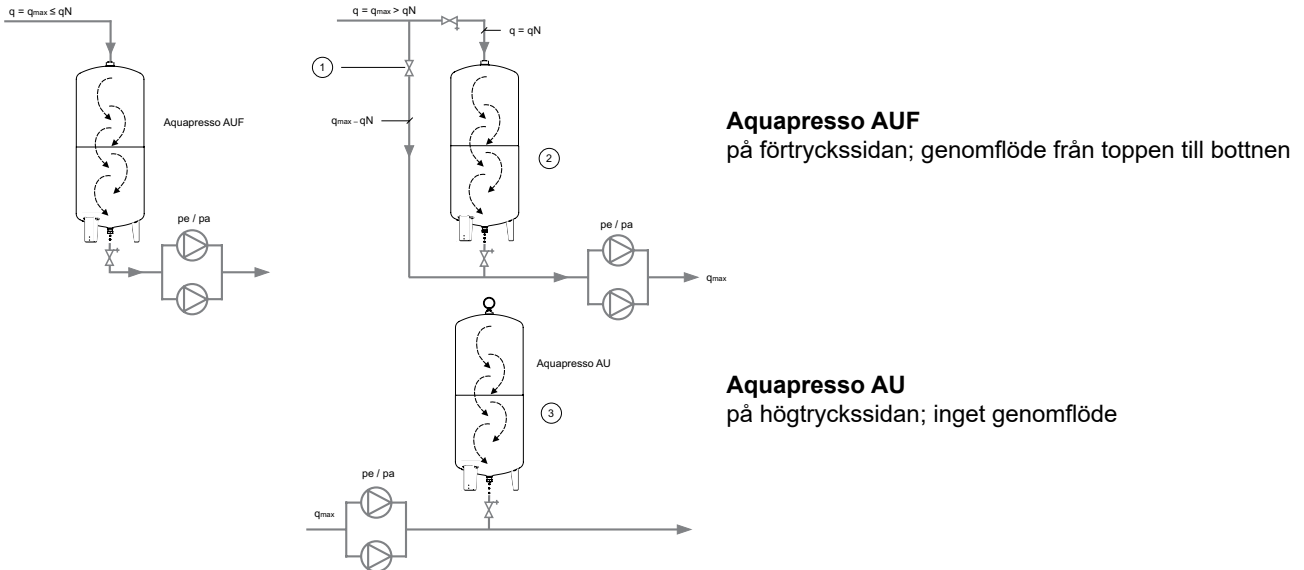 q = qmax ≤ qN
Aquapresso AUF
pe / pa
q = qmax > qN
q = qN
1
qmax – qN
2
pe / pa
qmax
Aquapresso AUF
på förtryckssidan; genomflöde från toppen till bottnen
Aquapresso AU
3
pe / pa
qmax
Aquapresso AU
på högtryckssidan; inget genomflöde